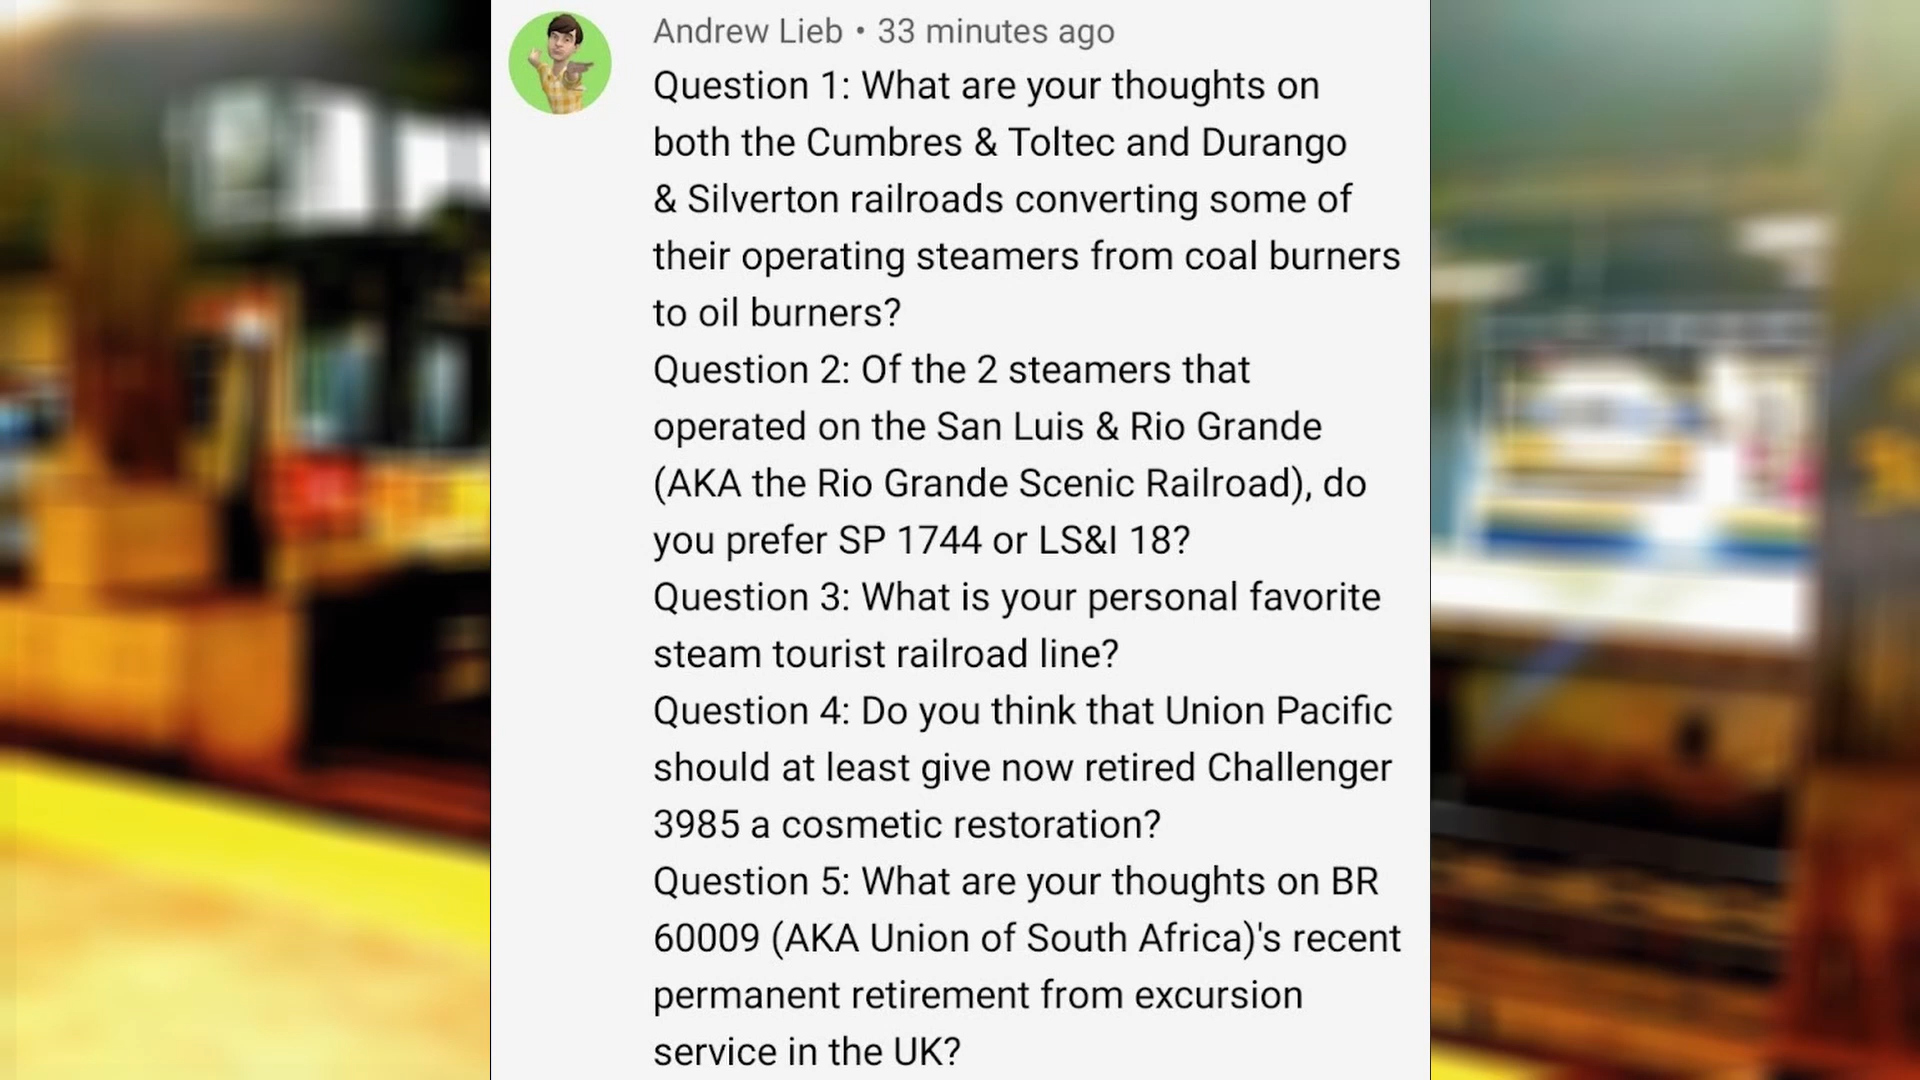 Andrew Lieb • 33 minutes ago
Question 1: What are your thoughts on
both the Cumbres & Toltec and Durango
& Silverton railroads converting some of
their operating steamers from coal burners
to oil burners?
Question 2: Of the 2 steamers that
operated on the San Luis & Rio Grande
(AKA the Rio Grande Scenic Railroad), do
you prefer SP 1744 or LS&I 18?
Question 3: What is your personal favorite
steam tourist railroad line?
Question 4: Do you think that Union Pacific
should at least give now retired Challenger
3985 a cosmetic restoration?
Question 5: What are your thoughts on BR
60009 (AKA Union of South Africa)'s recent
permanent retirement from excursion
service in the UK?